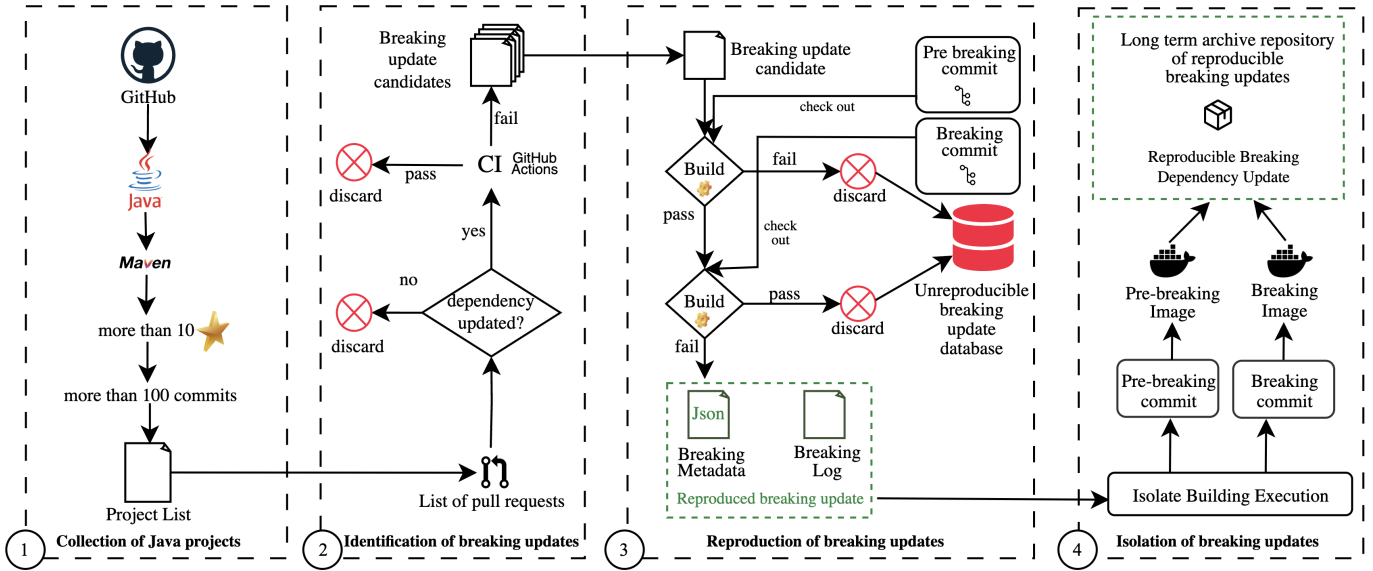 GitHub
Java
Maven
more than 10
more than 100 commits
Project List
1
Collection of Java projects
Breaking
update
candidates
fail
CI
GitHub
Actions
pass
discard
yes
no
dependency
updated?
discard
List of pull requests
2
Identification of breaking updates
Breaking update
candidate
Pre breaking
commit
check out
Breaking
commit
Build
fail
discard
pass
check
out
Build
pass
discard
Unreproducible
breaking
update
database
fail
Json
Breaking
Metadata
Breaking
Log
Reproduced breaking update
3
Reproduction of breaking updates
Long term archive repository
of reproducible
breaking updates
Reproducible Breaking
Dependency Update
Pre-breaking
Image
Breaking
Image
Pre-breaking
commit
Breaking
commit
Isolate Building Execution
4
Isolation of breaking updates